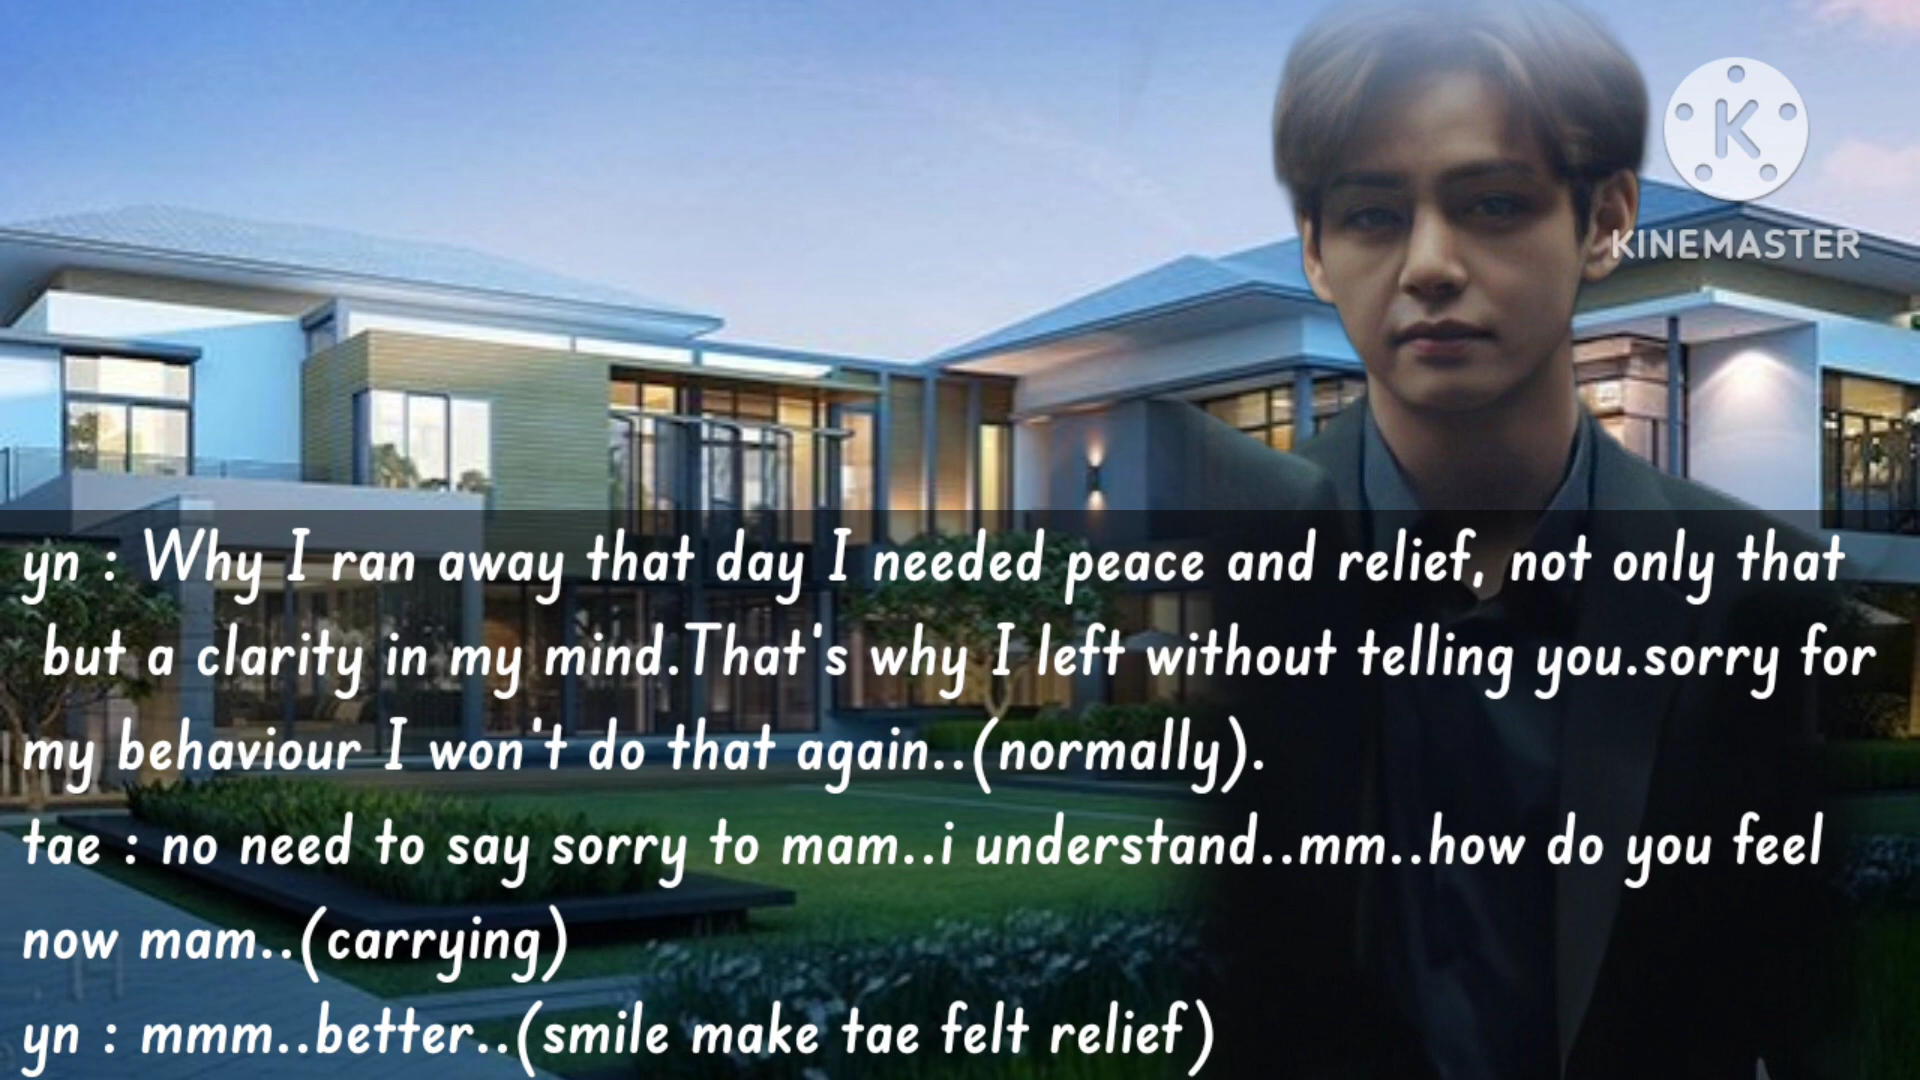 K
KINEMASTER
yn : Why I ran away that day I needed peace and relief, not only that
but a clarity in my mind.That's why I left without telling you.sorry for
my behaviour I won't do that again..(normally).
tae : no need to say sorry to mam..i understand..mm..how do you feel
now mam..(carrying)
yn : mmm..better..(smile make tae felt relief)